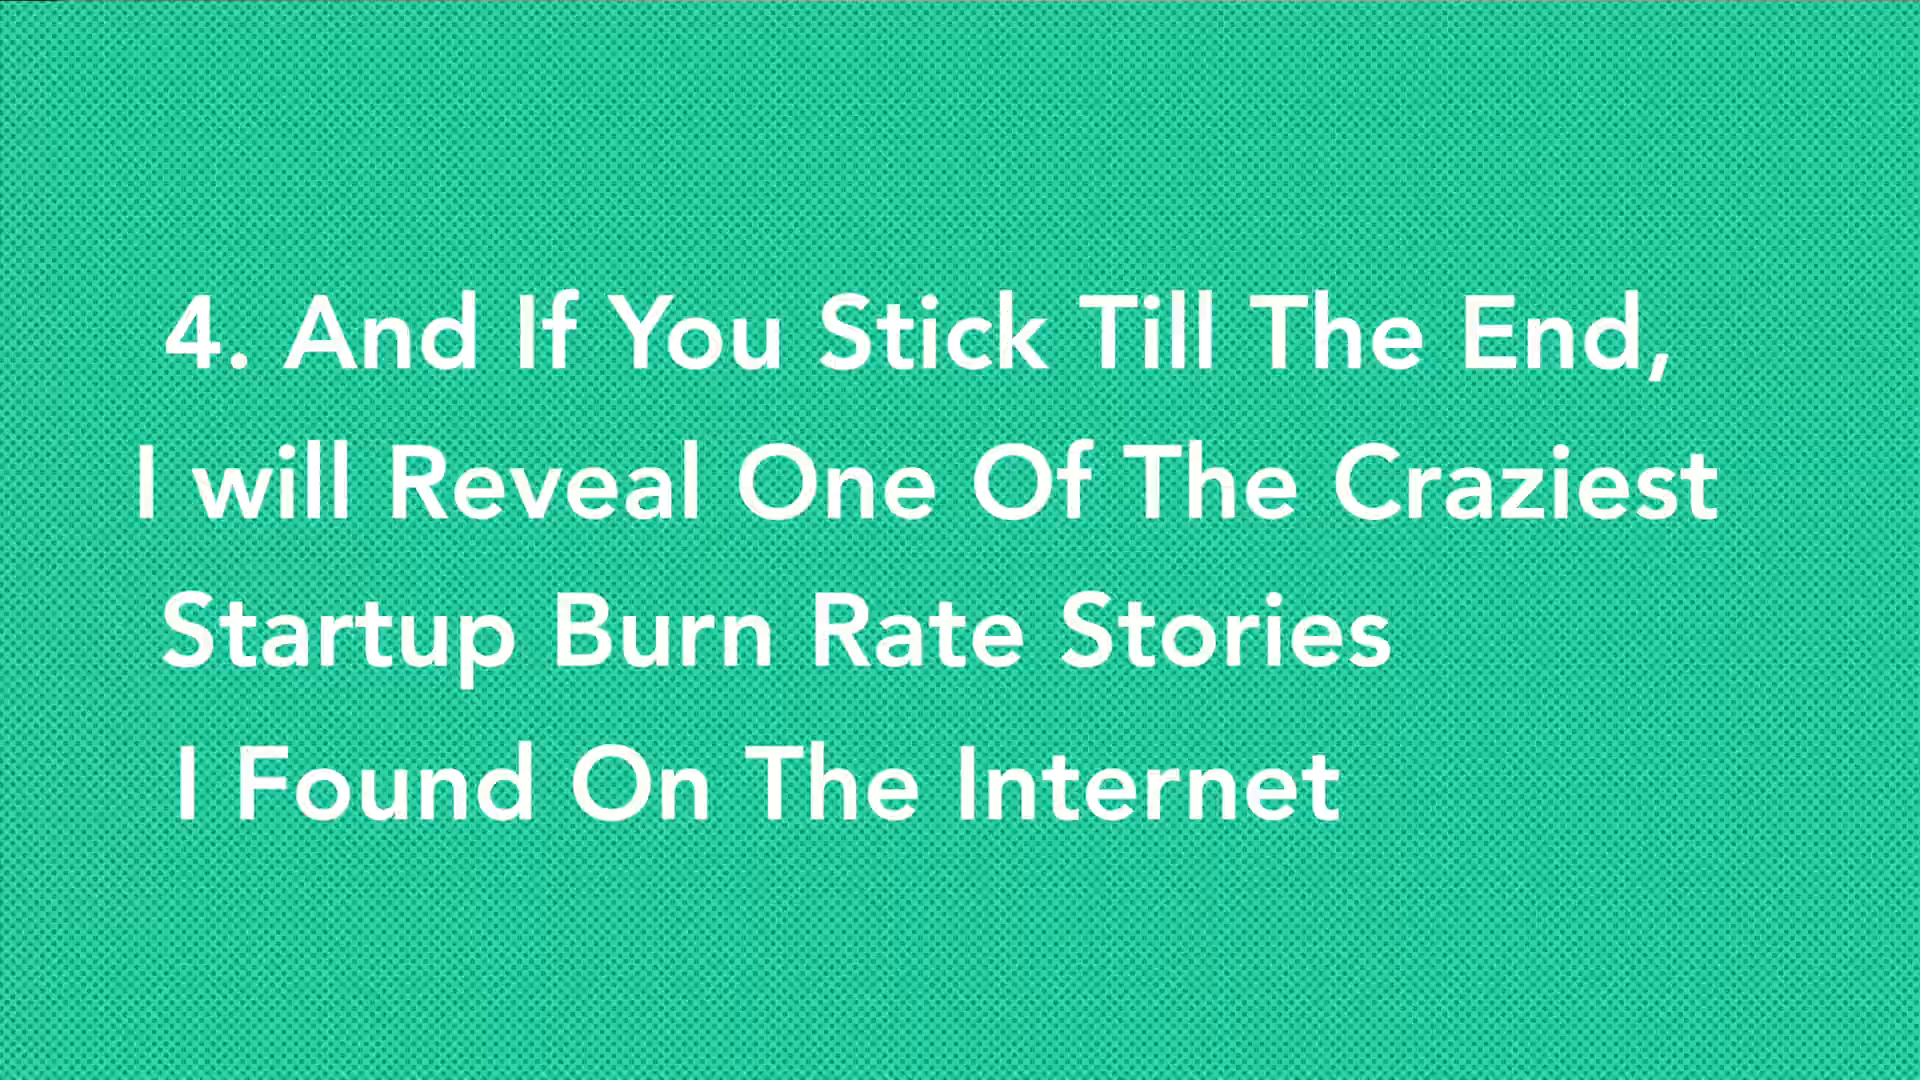 4. And If You Stick Till The End,
I will Reveal One Of The Craziest
Startup Burn Rate Stories
I Found On The Internet